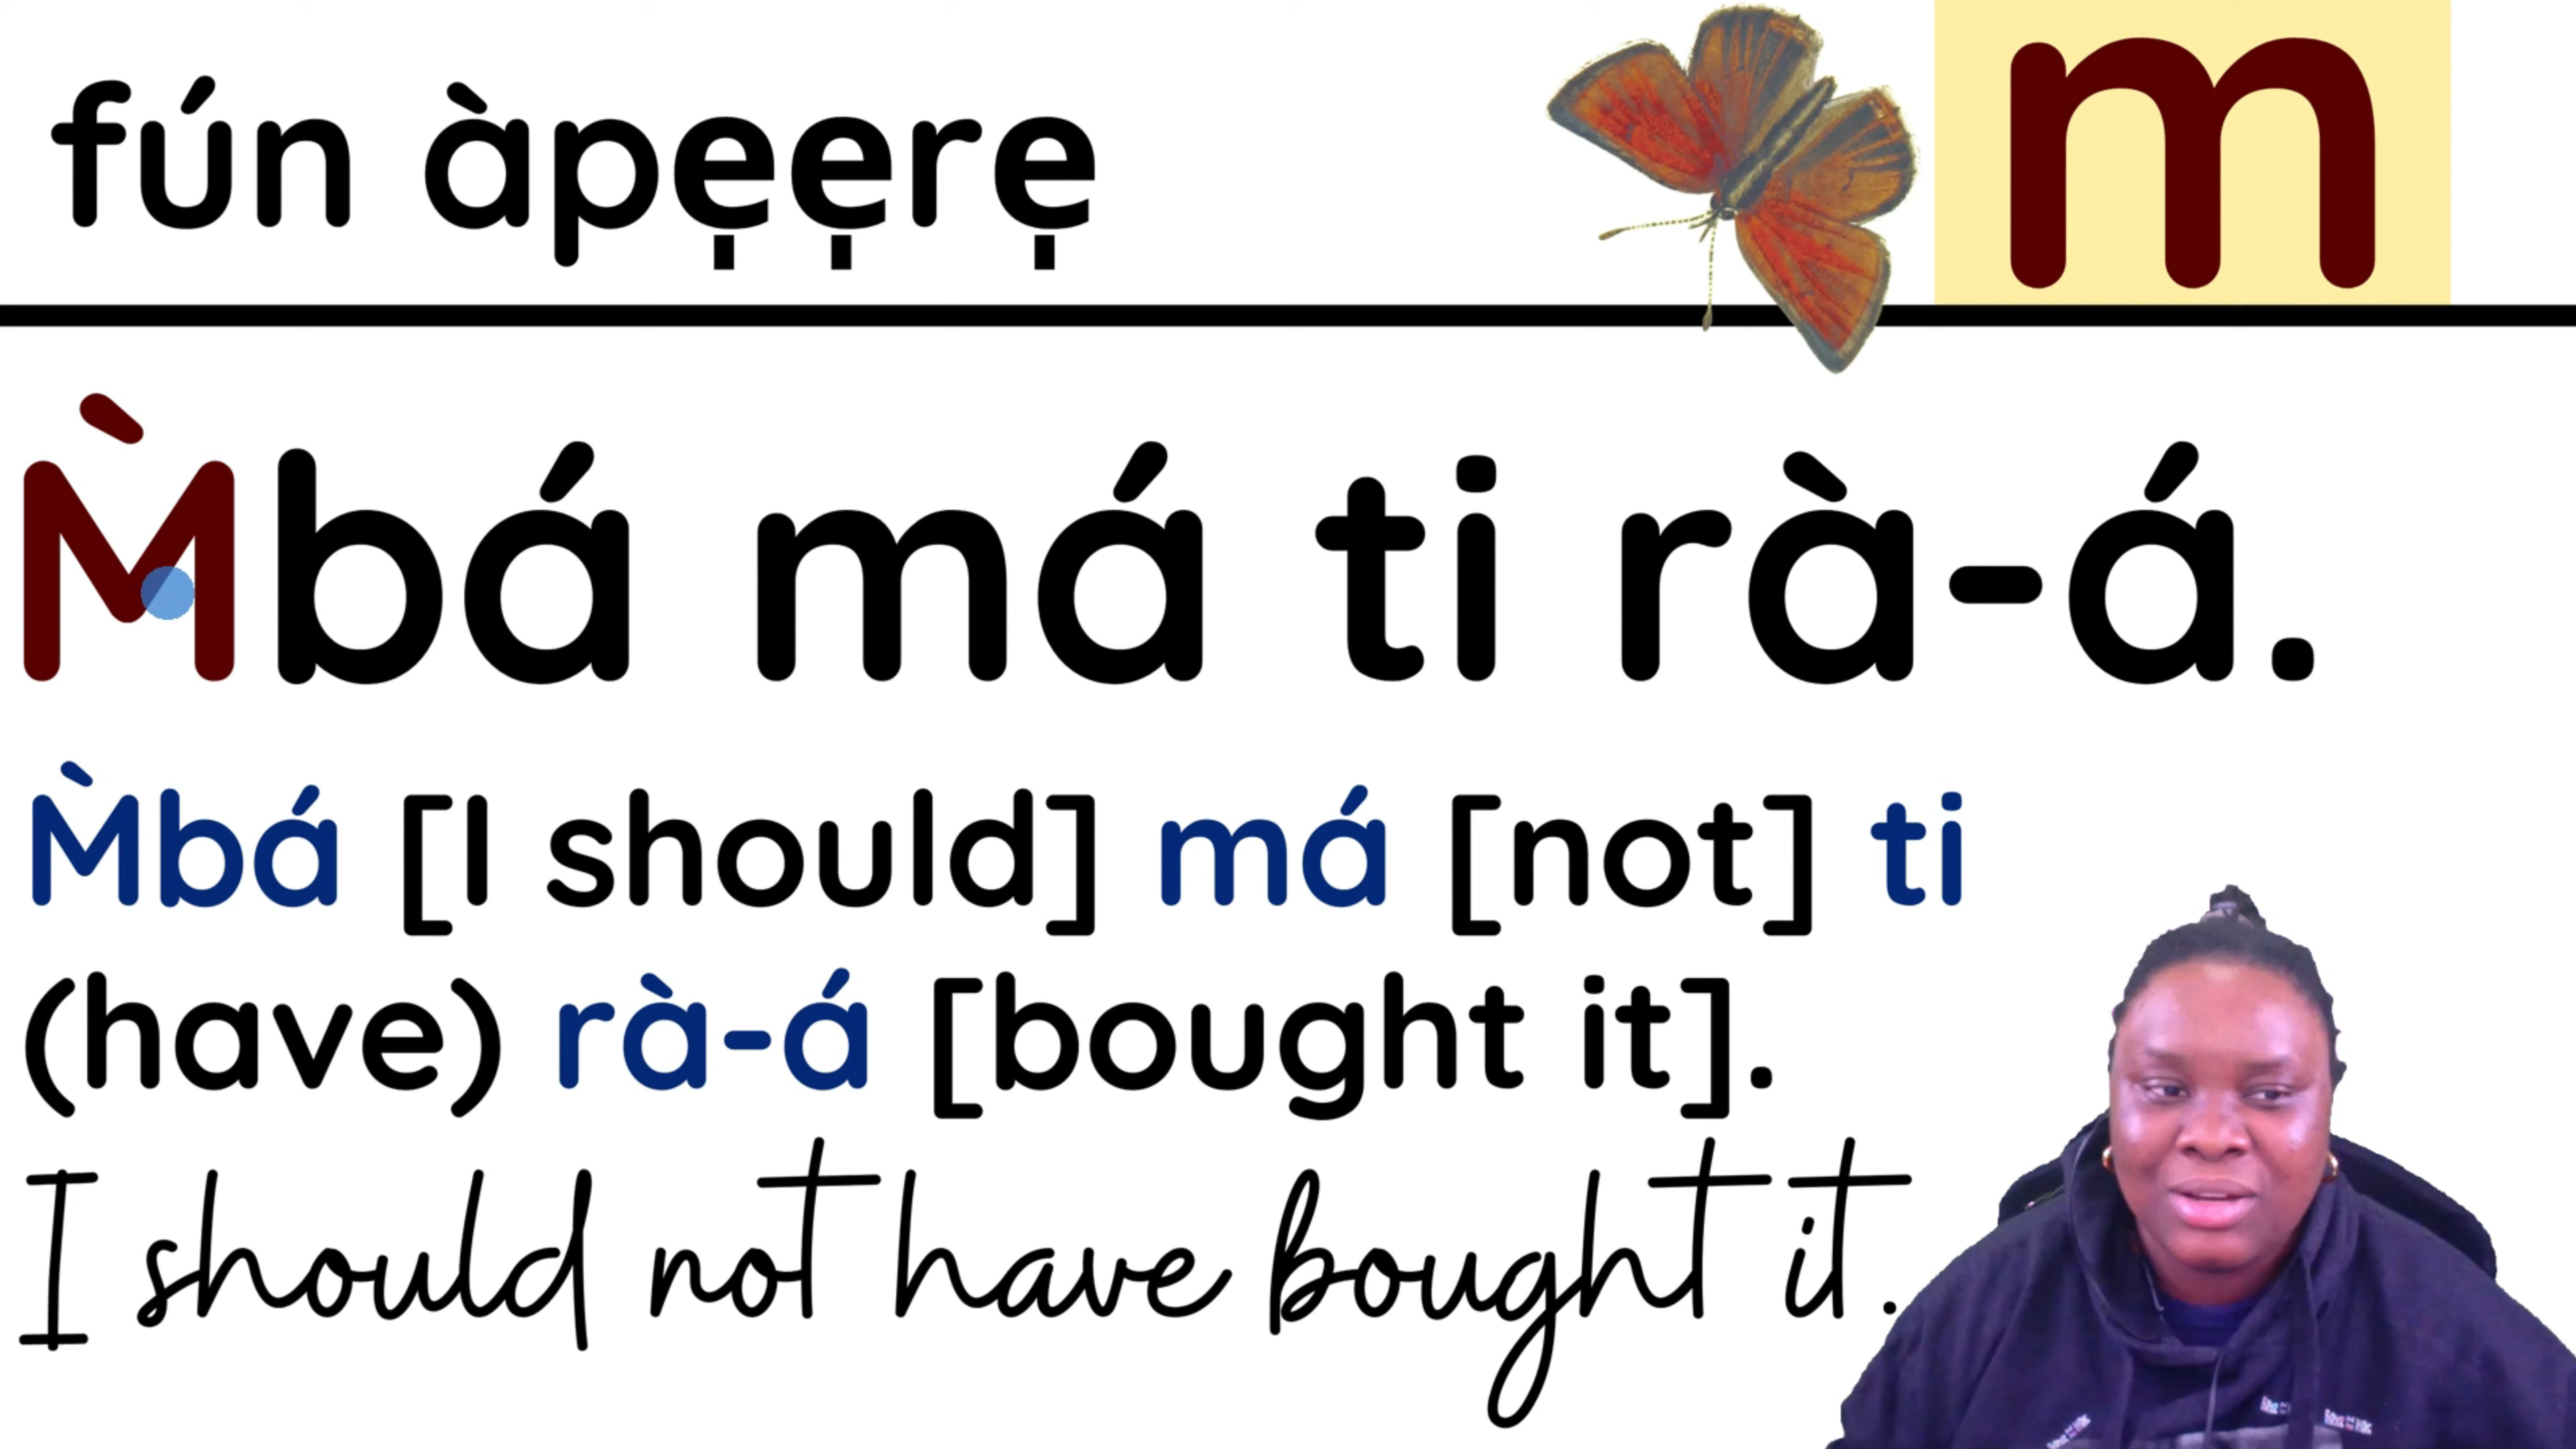 fún àpẹẹrẹ
m
M̀bá má ti rà-á.
M̀bá [I should] má [not] ti
(have) rà-á [bought it].
I should not have bought it.